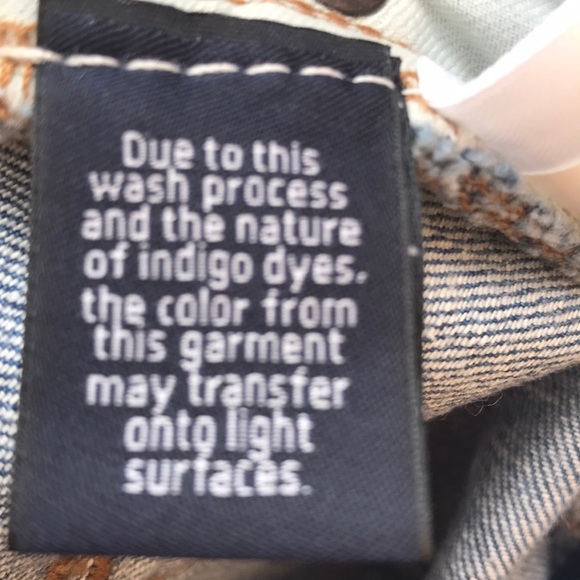 Due to this
wash process
and the nature
of indigo dyes,
the color from
this garment
may transfer
onto light
surfaces.